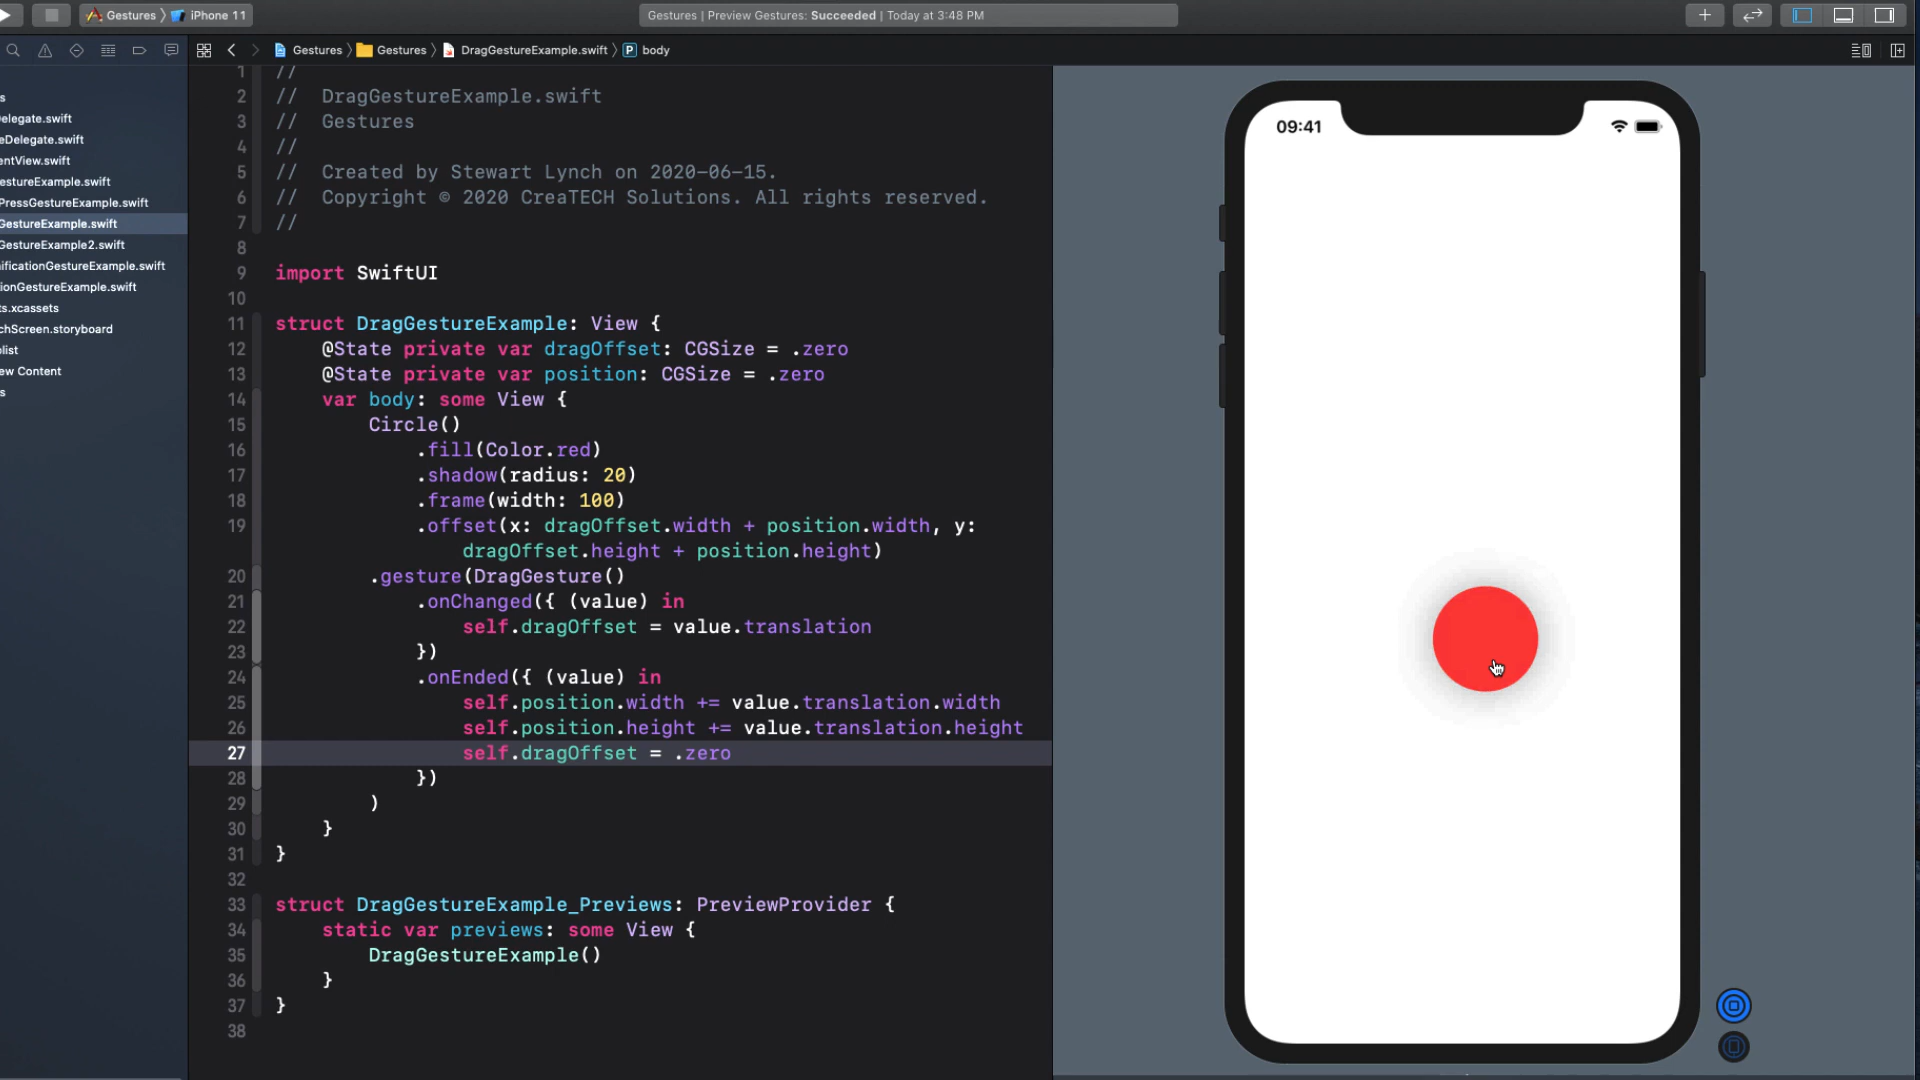 Gestures
iPhone 11
Gestures | Preview Gestures: Succeeded | Today at 3:48 PM
Gestures
Gestures
DragGestureExample.swift
P
body
s
elegate.swift
eDelegate.swift
entView.swift
estureExample.swift
PressGestureExample.swift
GestureExample.swift
GestureExample2.swift
ificationGestureExample.swift
ionGestureExample.swift
ts.xcassets
chScreen.storyboard
list
ew Content
s
1 //
2 // DragGestureExample.swift
3 // Gestures
4 //
5 // Created by Stewart Lynch on 2020-06-15.
6 // Copyright © 2020 CreaTECH Solutions. All rights reserved.
7 //
8
9 import SwiftUI
10
11 struct DragGestureExample: View {
12 @State private var dragOffset: CGSize = .zero
13 @State private var position: CGSize = .zero
14 var body: some View {
15 Circle()
16 .fill(Color.red)
17 .shadow(radius: 20)
18 .frame(width: 100)
19 .offset(x: dragOffset.width + position.width, y:
dragOffset.height + position.height)
20 .gesture(DragGesture()
21 .onChanged({ (value) in
22 self.dragOffset = value.translation
23 })
24 .onEnded({ (value) in
25 self.position.width += value.translation.width
26 self.position.height += value.translation.height
27 self.dragOffset = .zero
28 })
29 )
30 }
31 }
32
33 struct DragGestureExample_Previews: PreviewProvider {
34 static var previews: some View {
35 DragGestureExample()
36 }
37 }
38
09:41